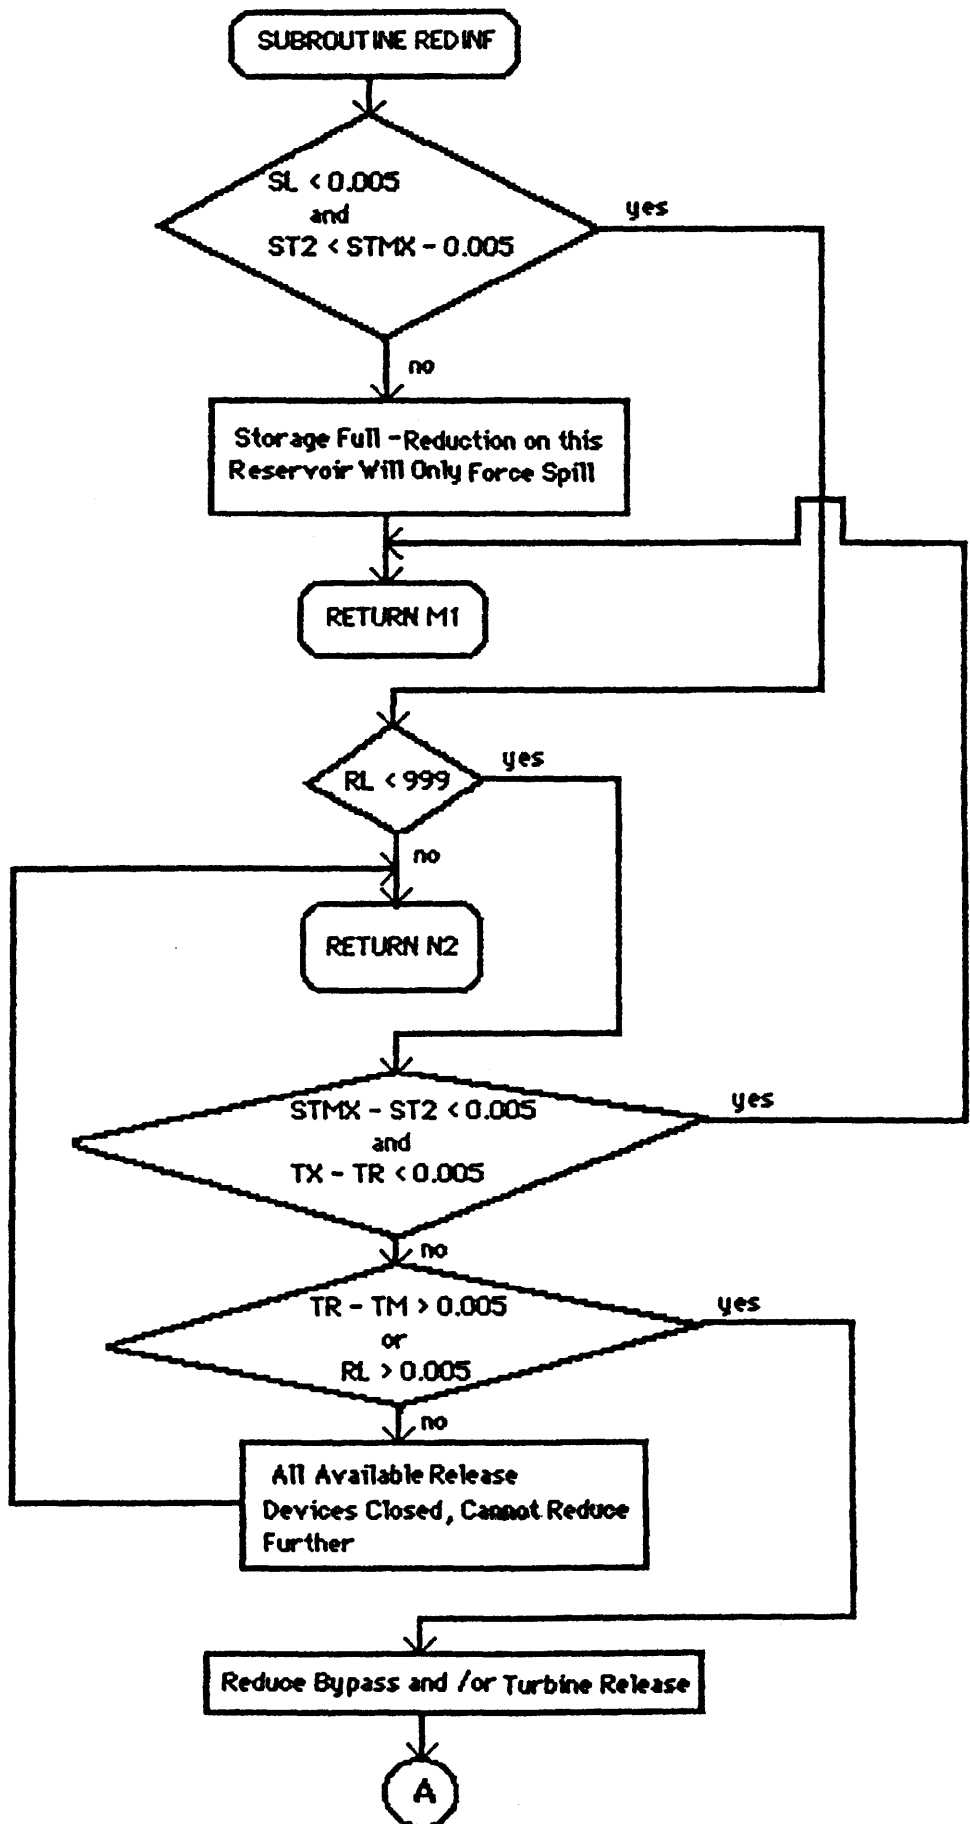 SUBROUTINE REDINF
SL < 0.005
and
ST2 < STMX - 0.005
yes
no
Storage Full - Reduction on this
Reservoir Will Only Force Spill
RETURN M1
RL < 999
yes
no
RETURN N2
STMX - ST2 < 0.005
and
TX - TR < 0.005
yes
no
TR - TM > 0.005
or
RL > 0.005
yes
no
All Available Release
Devices Closed, Cannot Reduce
Further
Reduce Bypass and /or Turbine Release
A